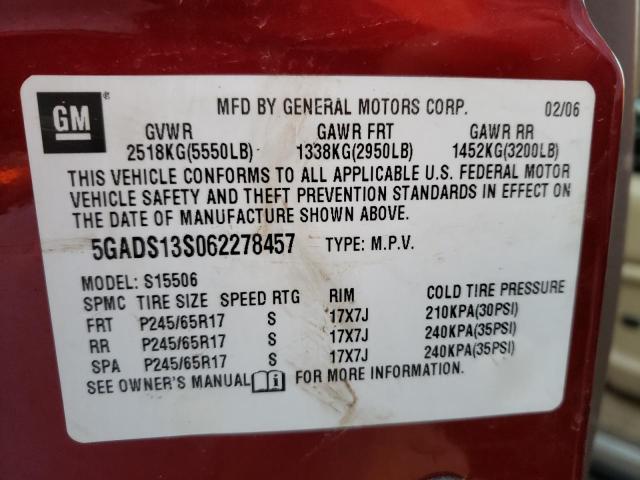 GM
MFD BY GENERAL MOTORS CORP. 02/06
GVWR GAWR FRT GAWR RR
2518KG(5550LB) 1338KG(2950LB) 1452KG(3200LB)
THIS VEHICLE CONFORMS TO ALL APPLICABLE U.S. FEDERAL MOTOR
VEHICLE SAFETY AND THEFT PREVENTION STANDARDS IN EFFECT ON
THE DATE OF MANUFACTURE SHOWN ABOVE.
5GADS13S062278457 TYPE: M.P.V.
MODEL: S15506
SPMC TIRE SIZE SPEED RTG RIM COLD TIRE PRESSURE
FRT P245/65R17 S 17X7J 210KPA(30PSI)
RR P245/65R17 S 17X7J 240KPA(35PSI)
SPA P245/65R17 S 17X7J 240KPA(35PSI)
SEE OWNER'S MANUAL FOR MORE INFORMATION.